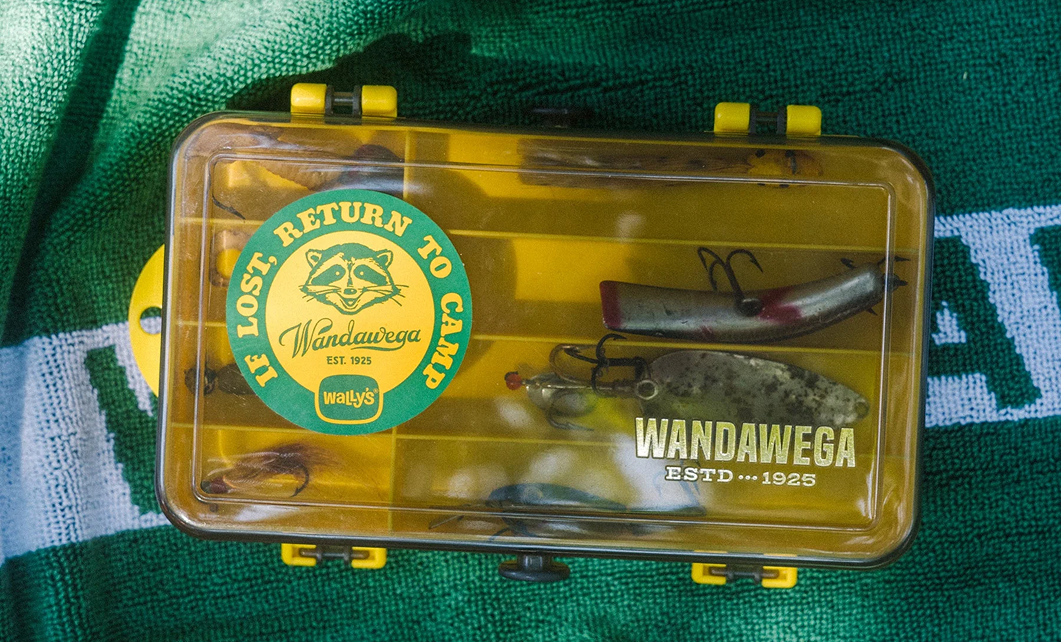 IF LOST, RETURN TO CAMP
Wandawega
EST. 1925
WALLY'S
WANDAWEGA
ESTD ••• 1925